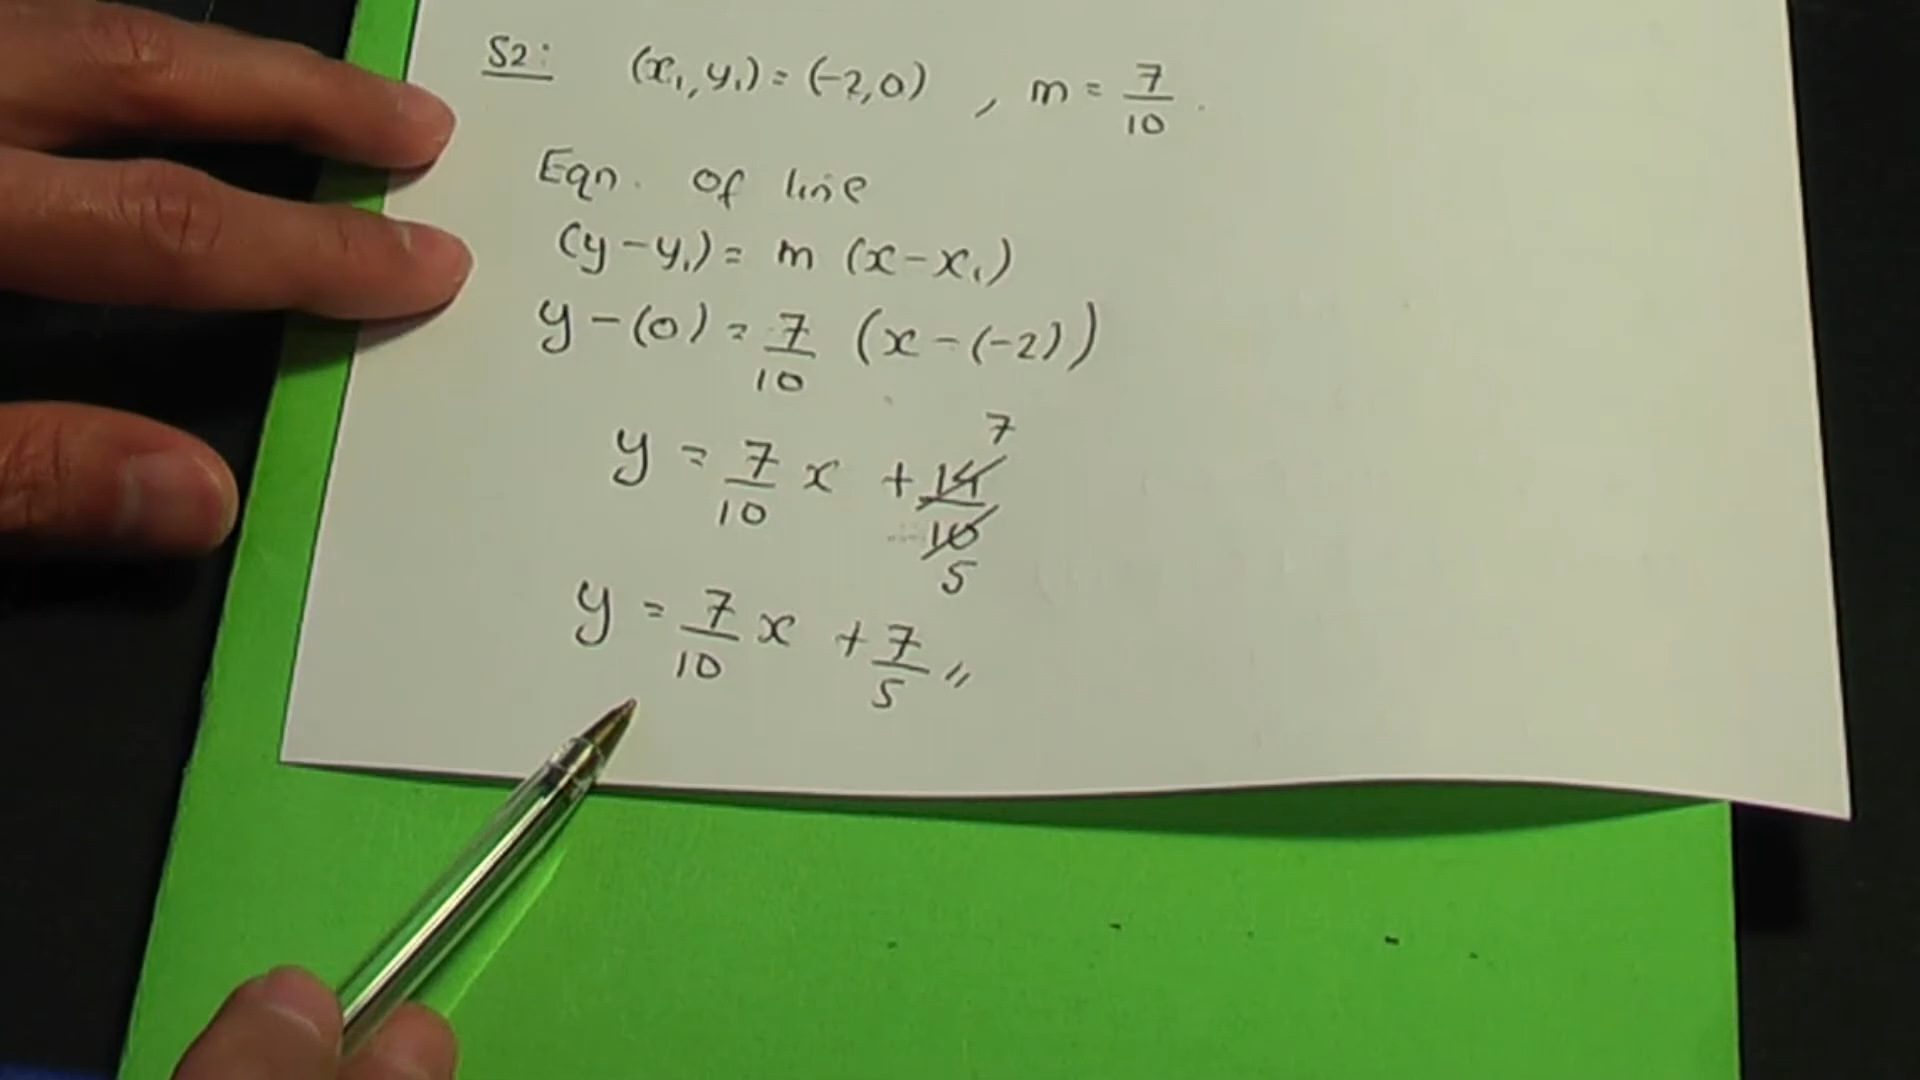 S2: (x₁, y₁) = (-2, 0) , m = 7/10 .
Eqn. of line
(y - y₁) = m (x - x₁)
y - (0) = 7/10 (x - (-2))
y = 7/10 x + 14/10 7 5
y = 7/10 x + 7/5 //